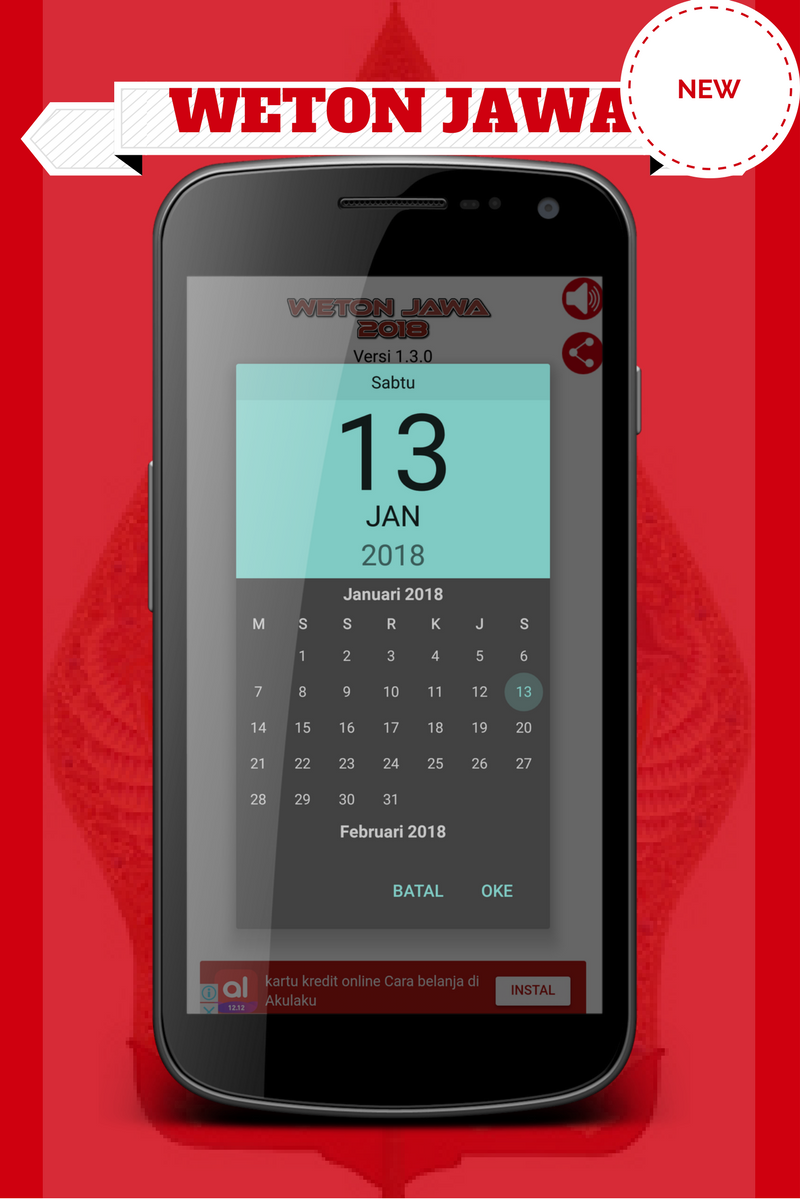 WETON JAWA
NEW
WETON JAWA
2018
Versi 1.3.0
Sabtu
13
JAN
2018
Januari 2018
M S S R K J S
1 2 3 4 5 6
7 8 9 10 11 12 13
14 15 16 17 18 19 20
21 22 23 24 25 26 27
28 29 30 31
Februari 2018
BATAL OKE
al
12.12
kartu kredit online Cara belanja di
Akulaku
INSTAL